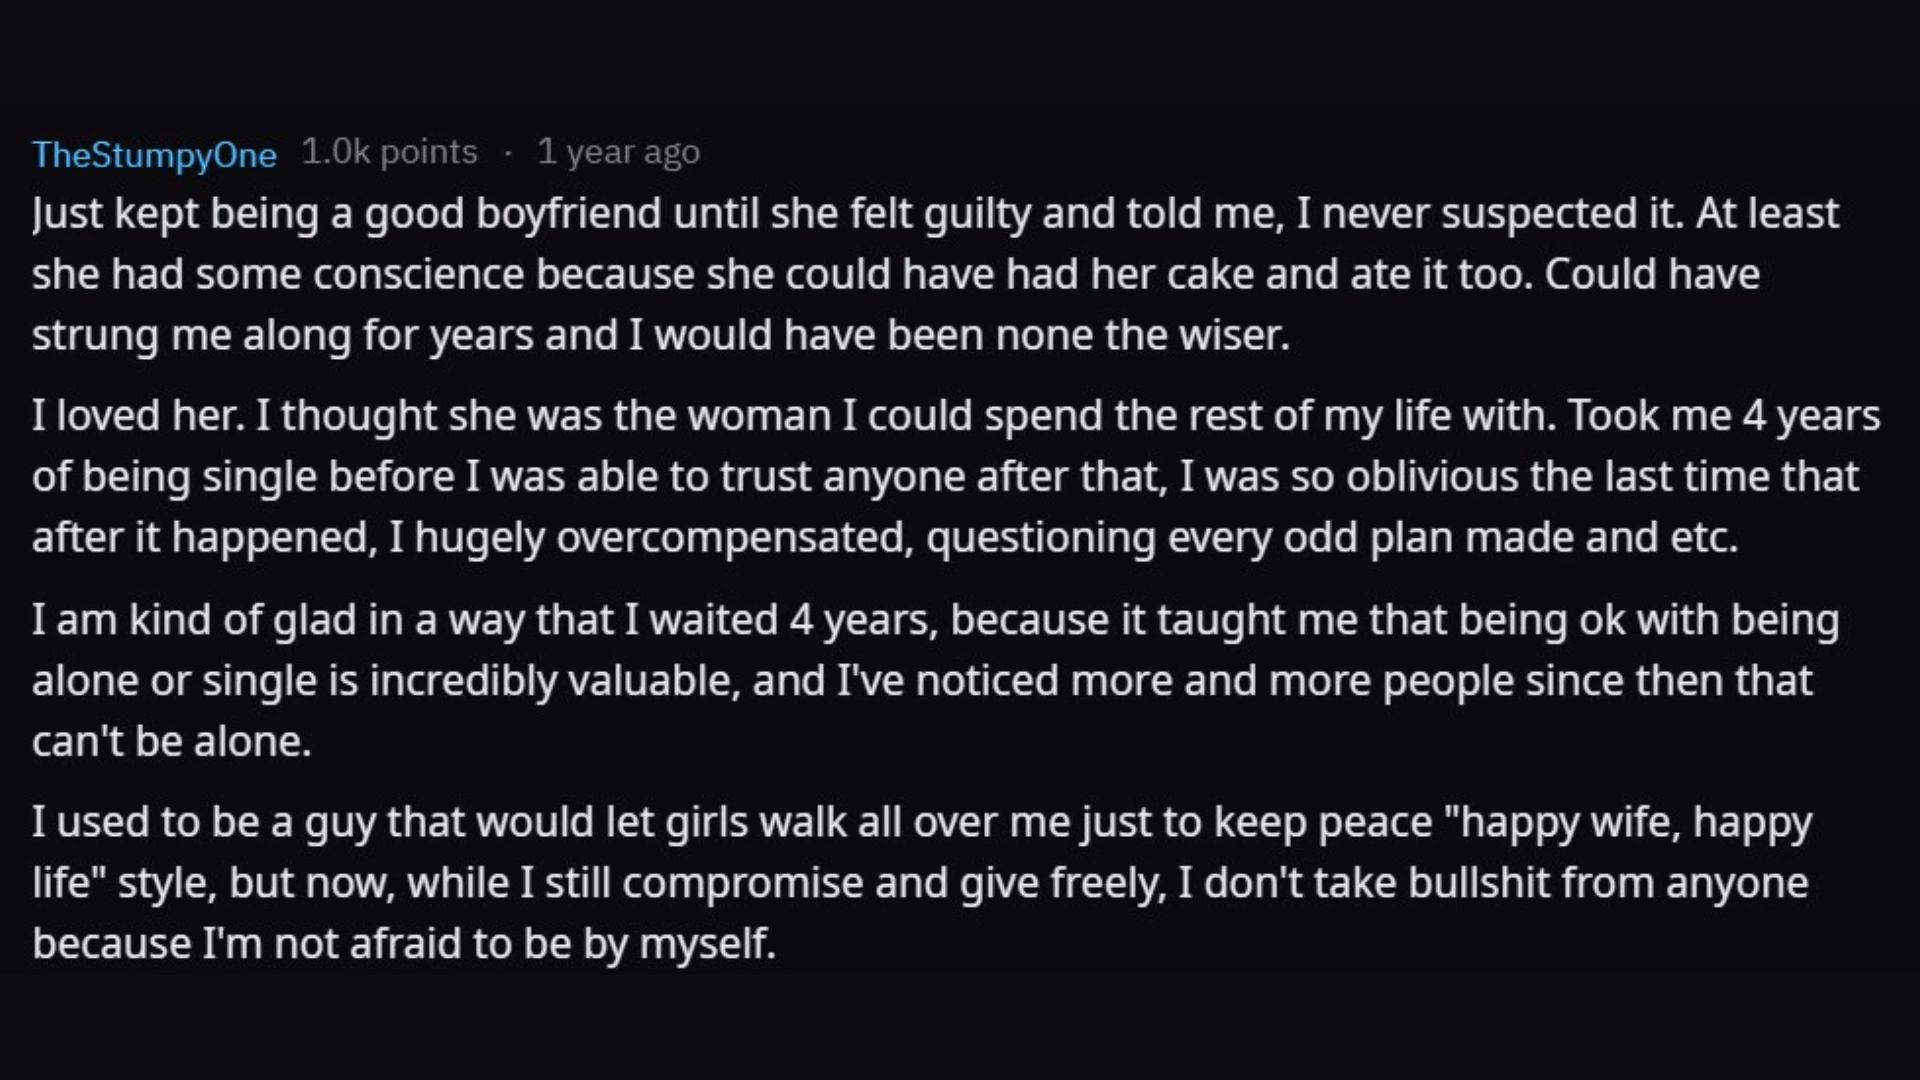 TheStumpyOne 1.0k points · 1 year ago
Just kept being a good boyfriend until she felt guilty and told me, I never suspected it. At least
she had some conscience because she could have had her cake and ate it too. Could have
strung me along for years and I would have been none the wiser.
I loved her. I thought she was the woman I could spend the rest of my life with. Took me 4 years
of being single before I was able to trust anyone after that, I was so oblivious the last time that
after it happened, I hugely overcompensated, questioning every odd plan made and etc.
I am kind of glad in a way that I waited 4 years, because it taught me that being ok with being
alone or single is incredibly valuable, and I've noticed more and more people since then that
can't be alone.
I used to be a guy that would let girls walk all over me just to keep peace "happy wife, happy
life" style, but now, while I still compromise and give freely, I don't take bullshit from anyone
because I'm not afraid to be by myself.